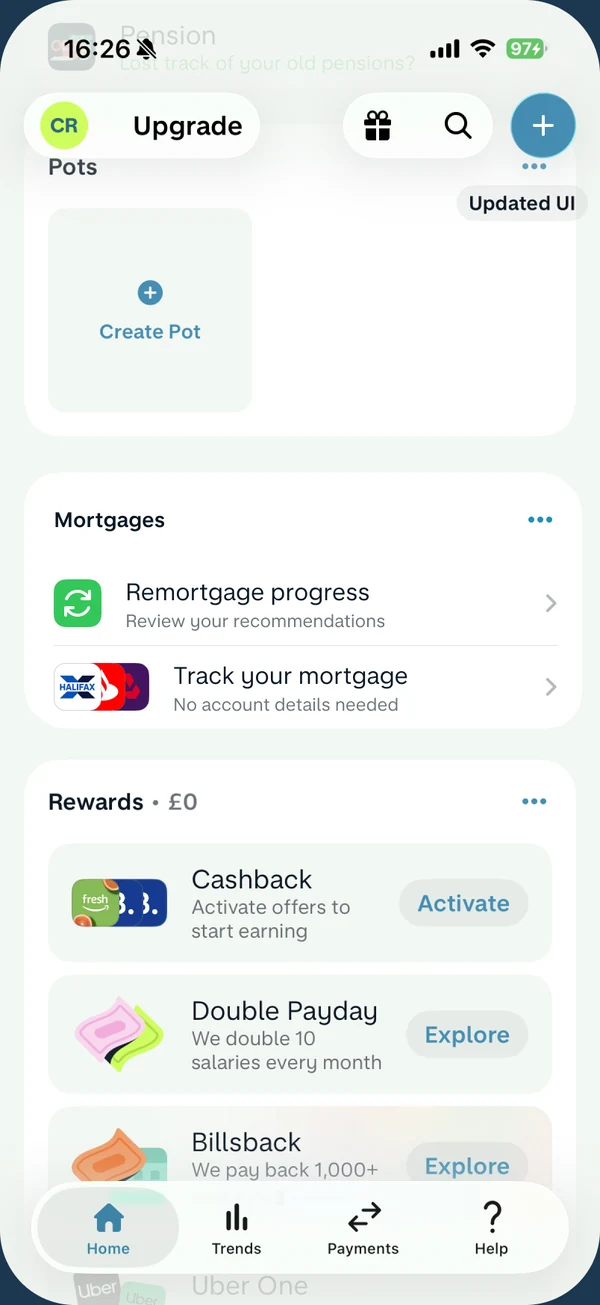 Pension
16:26
97
Lost track of your old pensions?
CR
Upgrade
Pots
Updated UI
Create Pot
Mortgages
Remortgage progress
Review your recommendations
HALIFAX
Track your mortgage
No account details needed
Rewards • £0
fresh
B. B.
Cashback
Activate offers to
start earning
Activate
Double Payday
We double 10
salaries every month
Explore
Billsback
We pay back 1,000+
Explore
Home
Trends
Payments
Help
Uber
Uber
Uber One